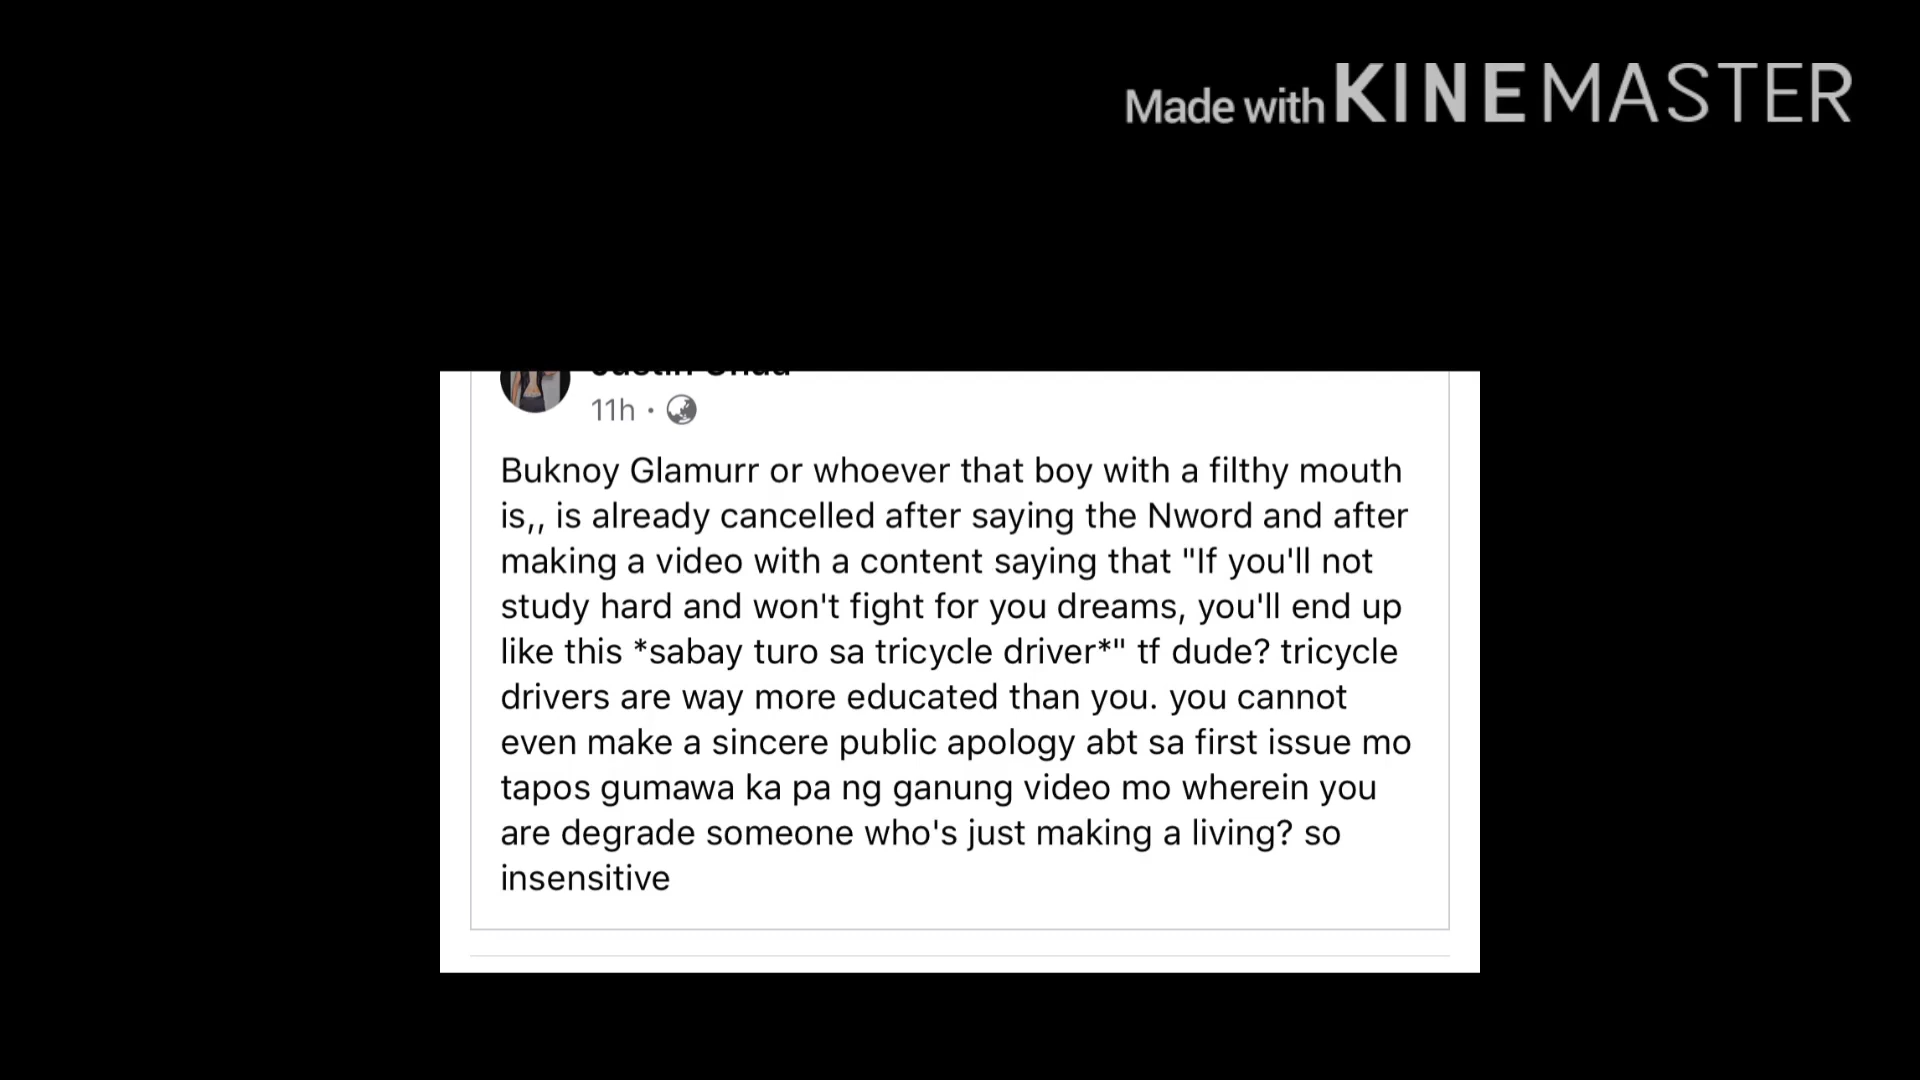 Made with KINEMASTER
11h ·
Buknoy Glamurr or whoever that boy with a filthy mouth
is,, is already cancelled after saying the Nword and after
making a video with a content saying that "If you'll not
study hard and won't fight for you dreams, you'll end up
like this *sabay turo sa tricycle driver*" tf dude? tricycle
drivers are way more educated than you. you cannot
even make a sincere public apology abt sa first issue mo
tapos gumawa ka pa ng ganung video mo wherein you
are degrade someone who's just making a living? so
insensitive